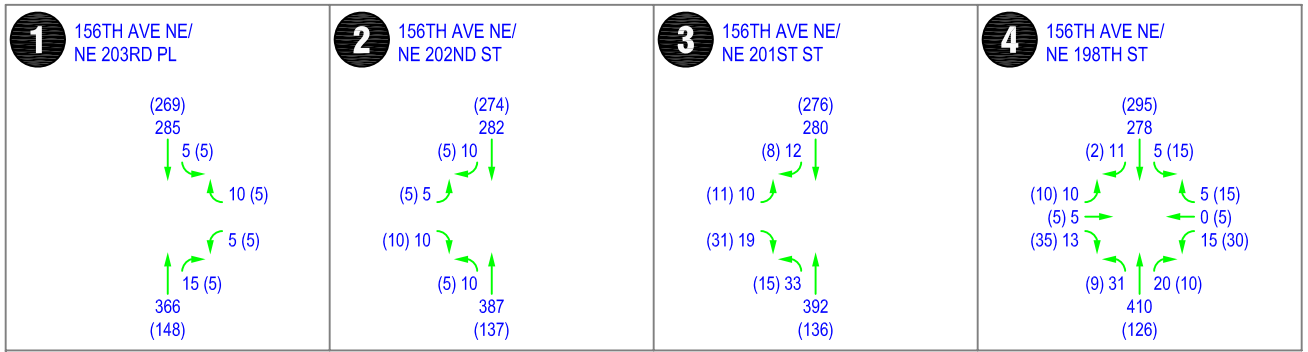 1
156TH AVE NE/
NE 203RD PL
(269)
285
5 (5)
10 (5)
5 (5)
15 (5)
366
(148)
2
156TH AVE NE/
NE 202ND ST
(274)
282
(5) 10
(5) 5
(10) 10
(5) 10
387
(137)
3
156TH AVE NE/
NE 201ST ST
(276)
280
(8) 12
(11) 10
(31) 19
(15) 33
392
(136)
4
156TH AVE NE/
NE 198TH ST
(295)
278
(2) 11 5 (15)
(10) 10 5 (15)
(5) 5 0 (5)
(35) 13 15 (30)
(9) 31 20 (10)
410
(126)